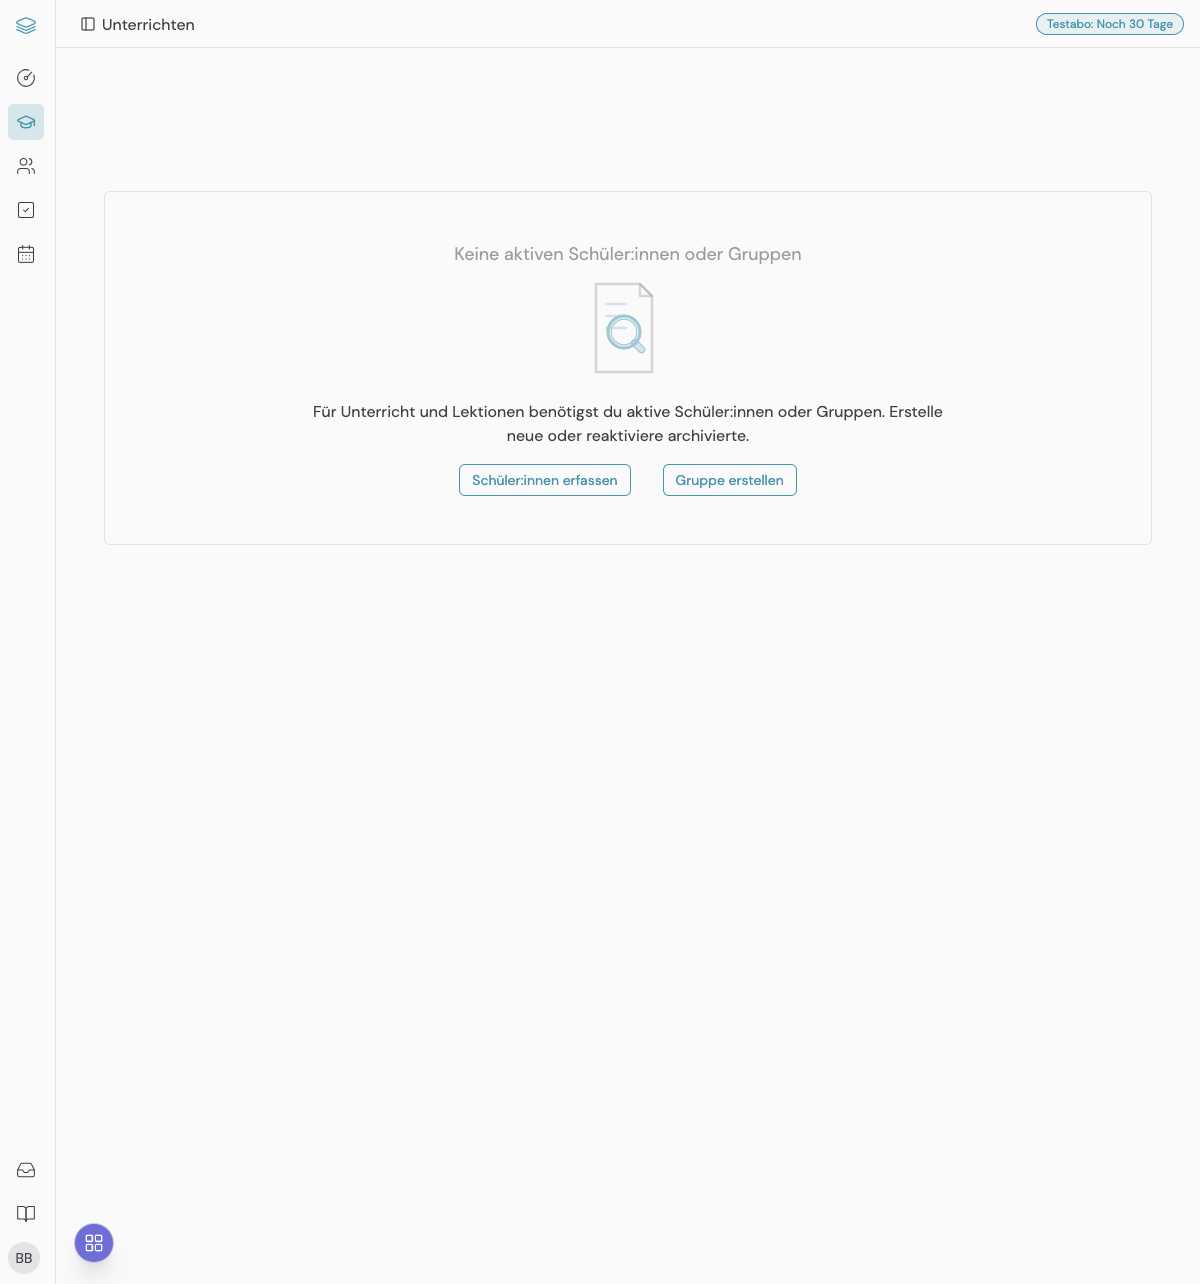 Unterrichten
Testabo: Noch 30 Tage
Keine aktiven Schüler:innen oder Gruppen
Für Unterricht und Lektionen benötigst du aktive Schüler:innen oder Gruppen. Erstelle
neue oder reaktiviere archivierte.
Schüler:innen erfassen
Gruppe erstellen
BB